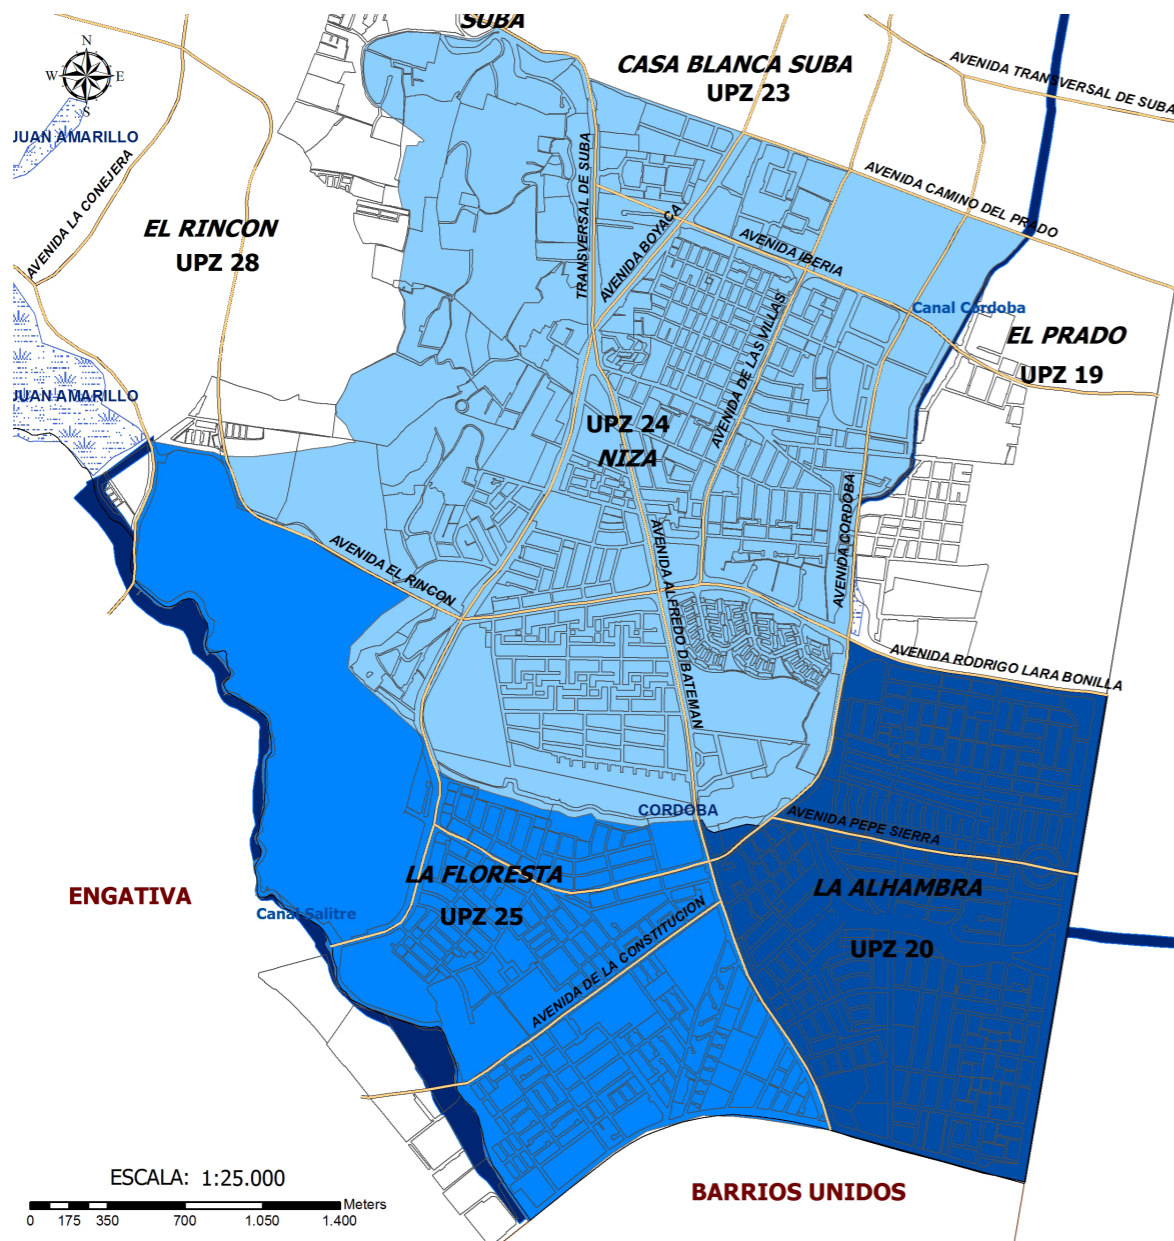 SUBA
N
W E
S
CASA BLANCA SUBA
UPZ 23
AVENIDA TRANSVERSAL DE SUBA
JUAN AMARILLO
AVENIDA LA CONEJERA
EL RINCON
UPZ 28
TRANSVERSAL DE SUBA
AVENIDA BOYACA
AVENIDA CAMINO DEL PRADO
AVENIDA IBERIA
Canal Cordoba
EL PRADO
UPZ 19
JUAN AMARILLO
AVENIDA DE LAS VILLAS
UPZ 24
NIZA
AVENIDA CORDOBA
AVENIDA EL RINCON
AVENIDA ALFREDO D BATEMAN
AVENIDA RODRIGO LARA BONILLA
CORDOBA
AVENIDA PEPE SIERRA
LA FLORESTA
UPZ 25
LA ALHAMBRA
UPZ 20
ENGATIVA
Canal Salitre
AVENIDA DE LA CONSTITUCION
BARRIOS UNIDOS
ESCALA: 1:25.000
Meters
0 175 350 700 1.050 1.400